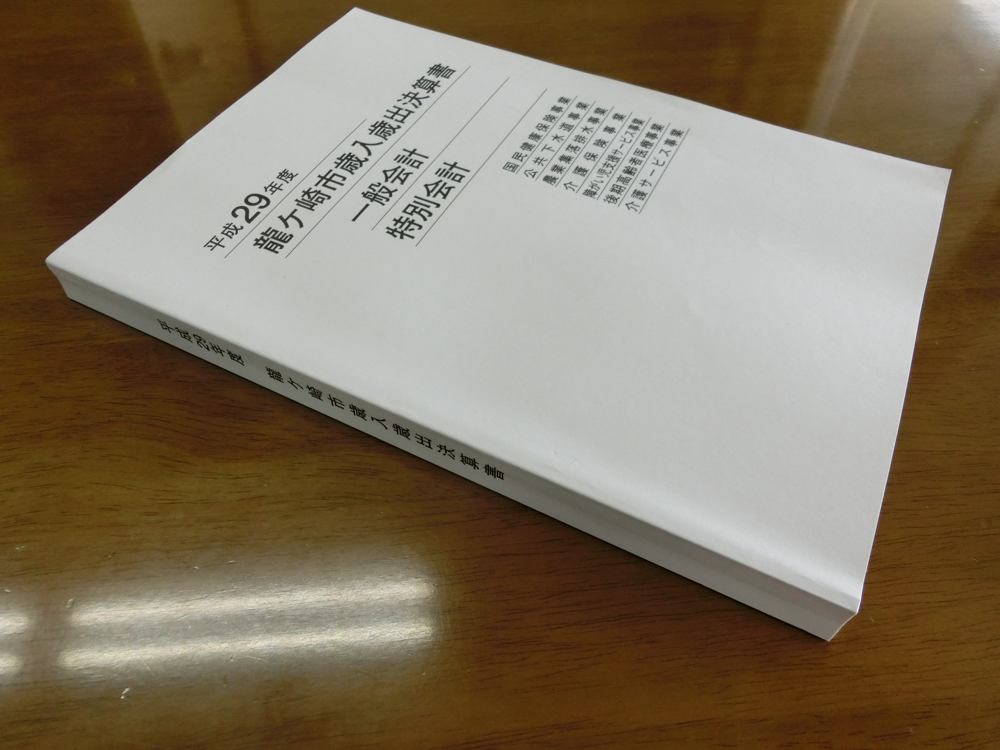 平成29年度
龍ケ崎市歳入歳出決算書
一般会計
特別会計
国民健康保険事業
公共下水道事業
農業集落排水事業
介護保険事業
障がい児支援サービス事業
後期高齢者医療事業
介護サービス事業
平成29年度 龍ケ崎市歳入歳出決算書